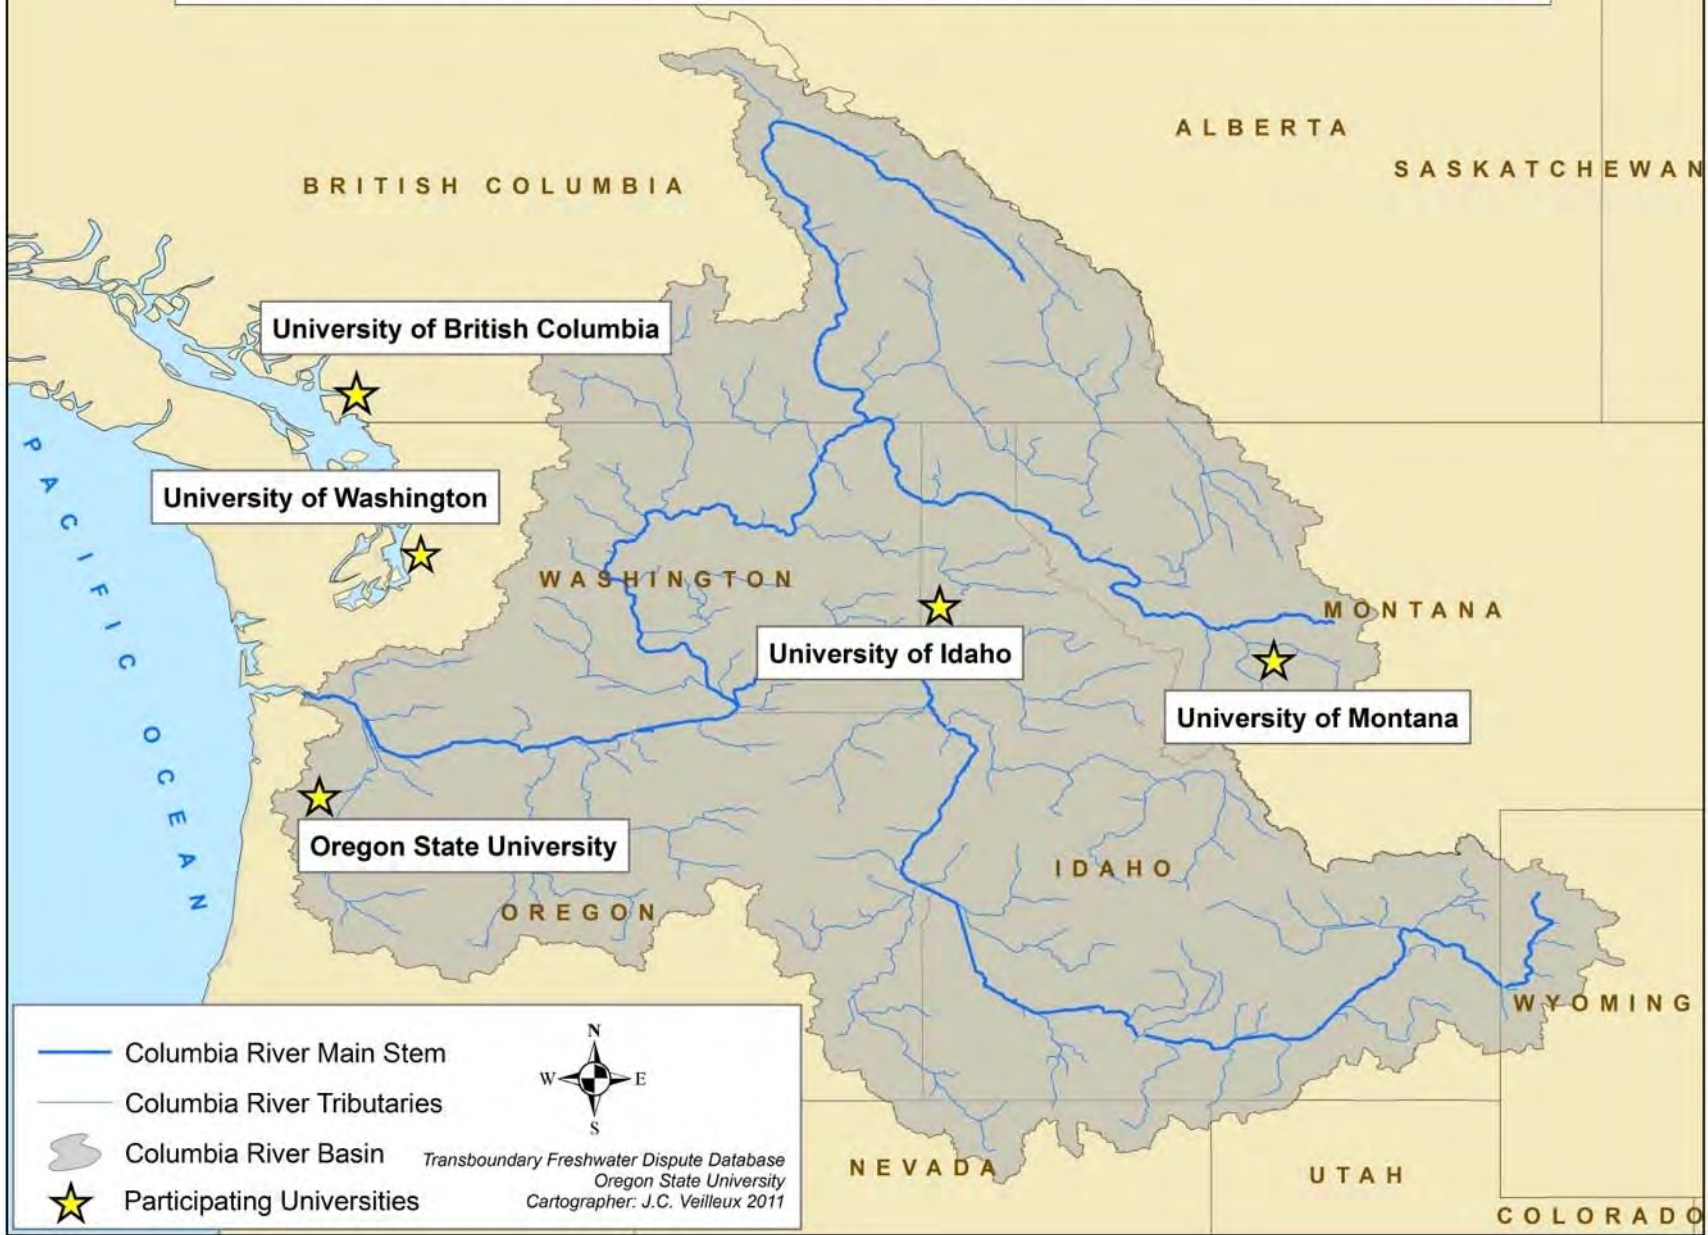 ALBERTA
SASKATCHEWAN
BRITISH COLUMBIA
University of British Columbia
University of Washington
PACIFIC OCEAN
WASHINGTON
MONTANA
University of Idaho
University of Montana
Oregon State University
IDAHO
OREGON
WYOMING
NEVADA
UTAH
COLORADO
Columbia River Main Stem
Columbia River Tributaries
Columbia River Basin
Participating Universities
N
W E
S
Transboundary Freshwater Dispute Database
Oregon State University
Cartographer: J.C. Veilleux 2011